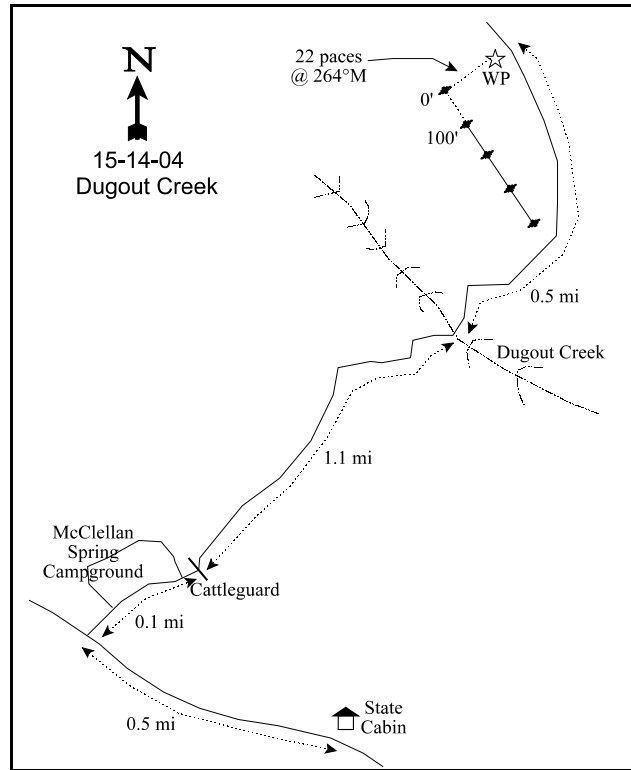 22 paces
@ 264°M
WP
N
0'
100'
15-14-04
Dugout Creek
0.5 mi
Dugout Creek
1.1 mi
McClellan
Spring
Campground
Cattleguard
0.1 mi
State
Cabin
0.5 mi